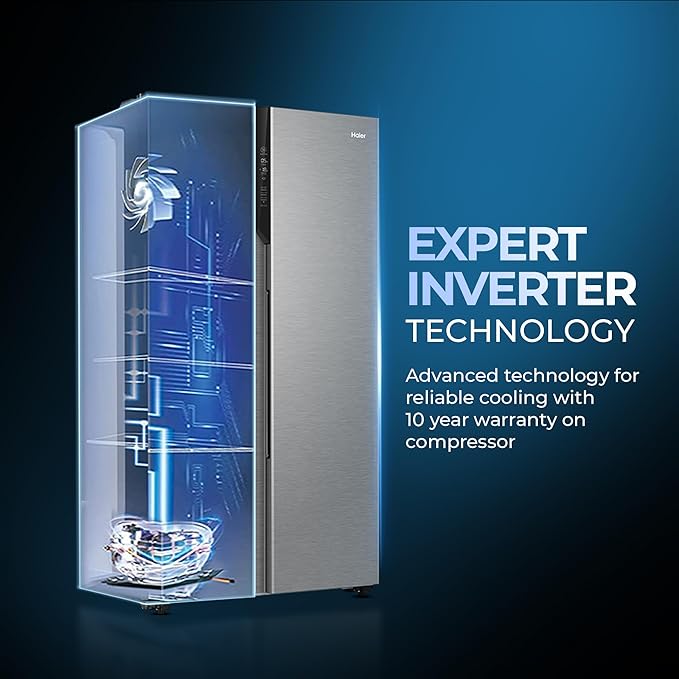 Haier
EXPERT
INVERTER
TECHNOLOGY
Advanced technology for
reliable cooling with
10 year warranty on
compressor